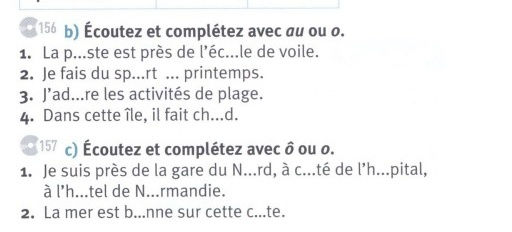 156 b) Écoutez et complétez avec au ou o.
1. La p...ste est près de l'éc...le de voile.
2. Je fais du sp...rt ... printemps.
3. J'ad...re les activités de plage.
4. Dans cette île, il fait ch...d.
157 c) Écoutez et complétez avec ô ou o.
1. Je suis près de la gare du N...rd, à c...té de l'h...pital,
à l'h...tel de N...rmandie.
2. La mer est b...nne sur cette c...te.